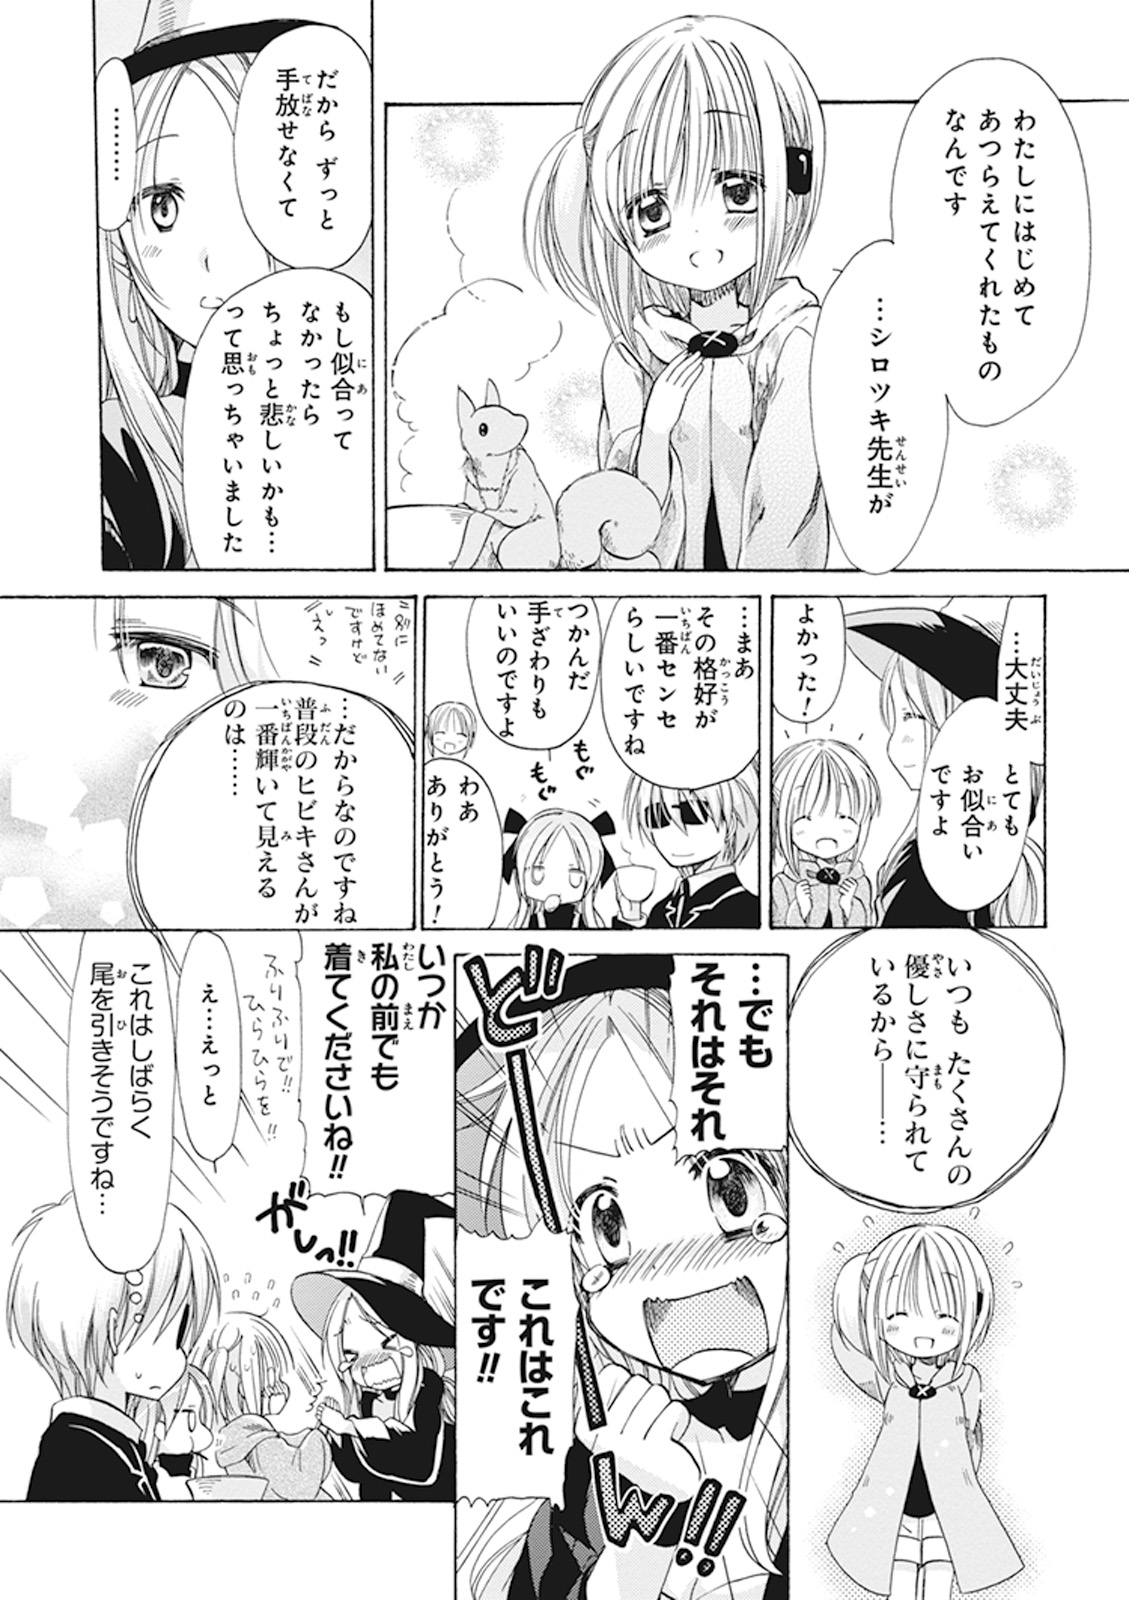 …シロツキ先生が
わたしにはじめて
あつらえてくれたもの
なんです
だから ずっと
手放せなくて
………
もし似合って
なかったら
ちょっと悲しいかも…
って思っちゃいました
…大丈夫
とても
お似合い
ですよ
よかった!
…まあ
その格好が
一番センセ
らしいですね
つかんだ
手ざわりも
いいのですよ
もぐ
もぐ
わあ
ありがとう!
別に
ほめてない
ですけど
えっ
…だからなのですね
普段のヒビキさんが
一番輝いて見える
のは……
いつも たくさんの
優しさに守られて
いるから――…
…でも
それはそれ
これはこれ
です!!
どーーんッ!!
いつか
私の前でも
着てくださいね!!
ふりふりで!!
ひらひらを!!
がしっ!!
え…えっと
これはしばらく
尾を引きそうですね…